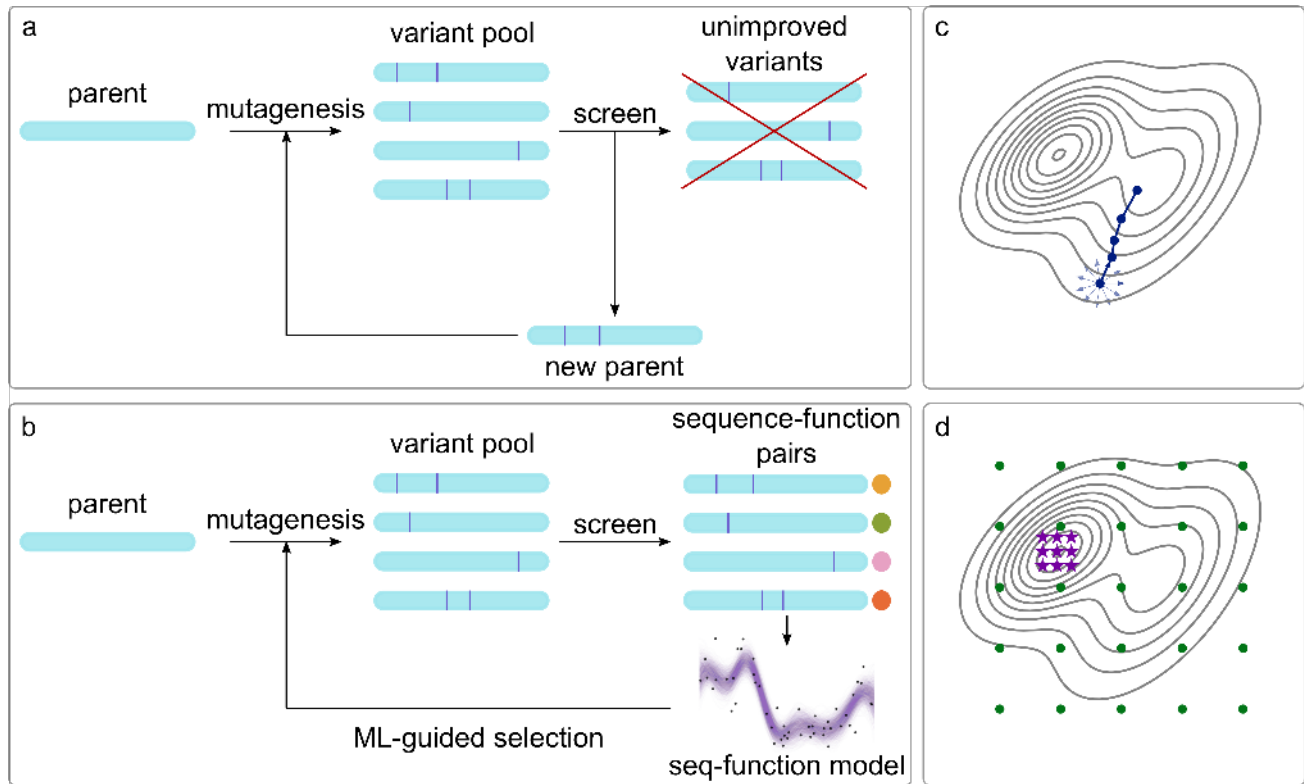 a
variant pool
unimproved
variants
parent
mutagenesis
screen
new parent
c
b
variant pool
sequence-function
pairs
parent
mutagenesis
screen
ML-guided selection
seq-function model
d